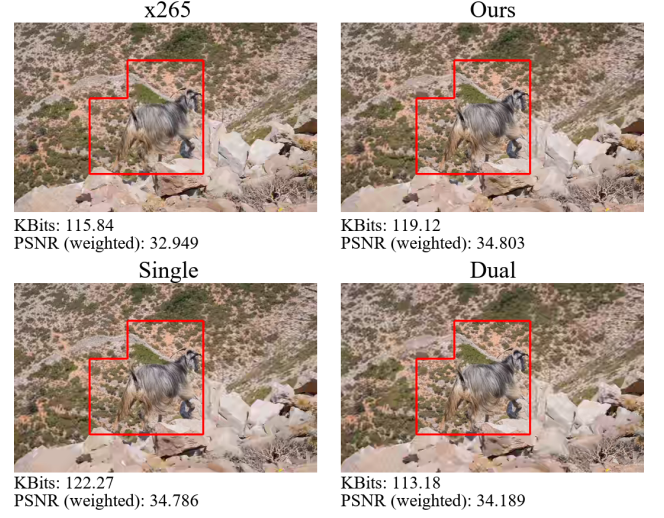 x265
Ours
KBits: 115.84
PSNR (weighted): 32.949
KBits: 119.12
PSNR (weighted): 34.803
Single
Dual
KBits: 122.27
PSNR (weighted): 34.786
KBits: 113.18
PSNR (weighted): 34.189